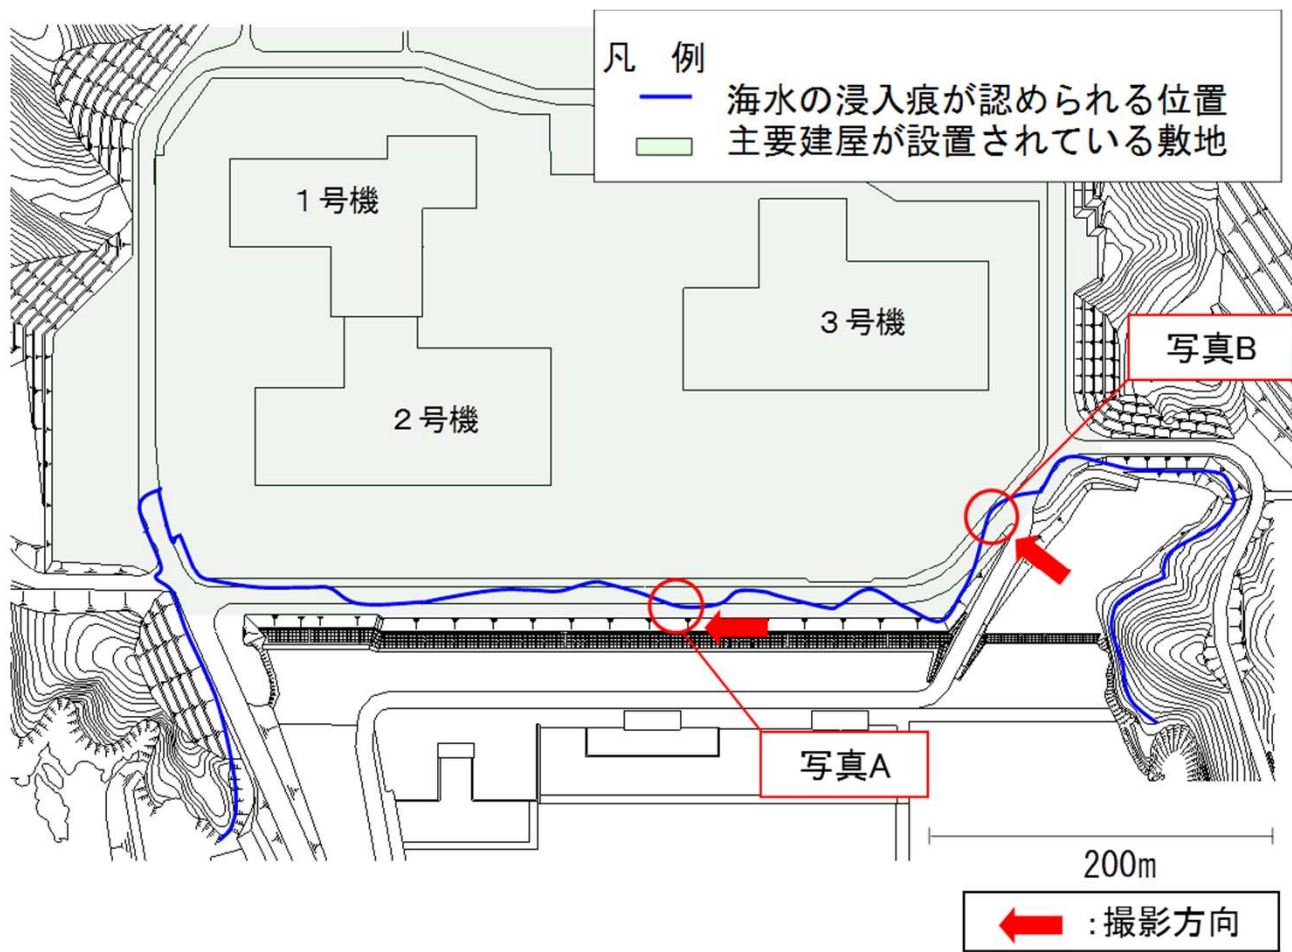 凡　例
海水の浸入痕が認められる位置
主要建屋が設置されている敷地
１号機
３号機
写真B
２号機
写真A
200m
：撮影方向